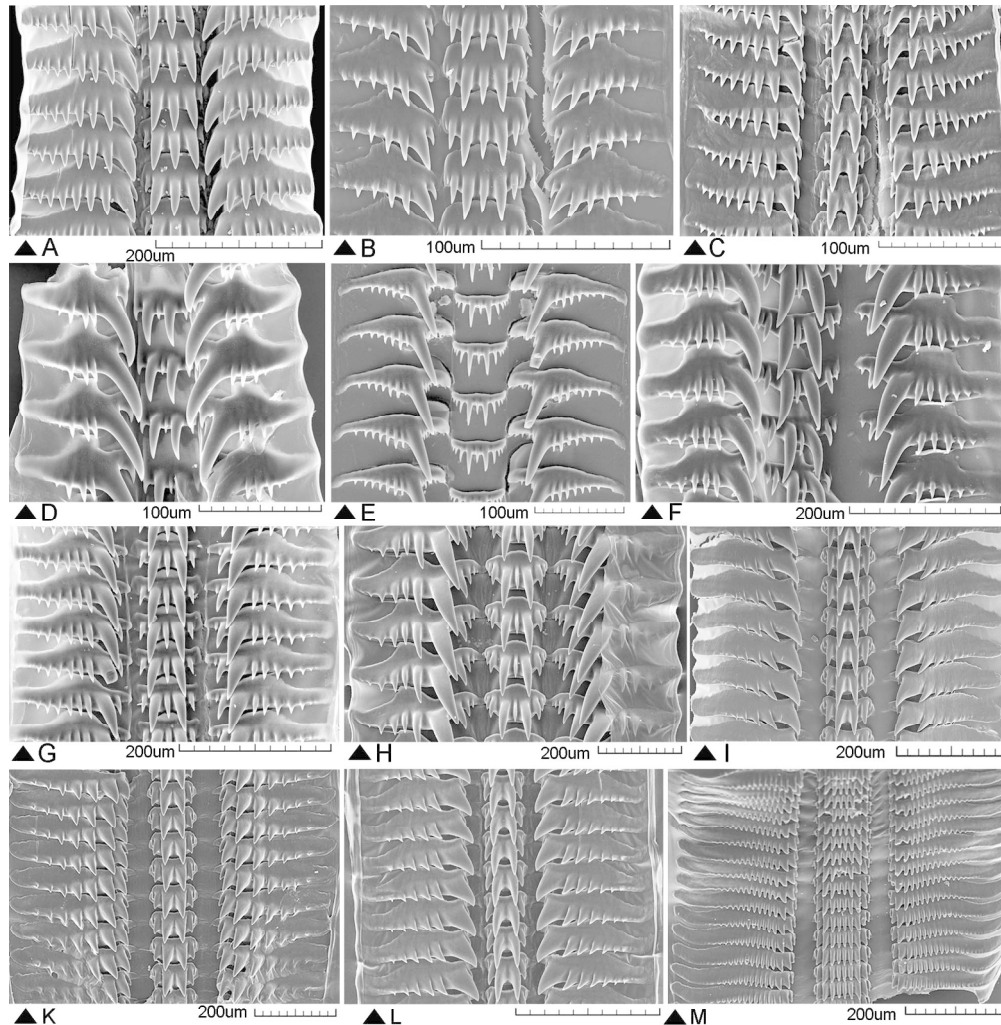 ▲ A 200um
▲ B 100um
▲ C 100um
▲ D 100um
▲ E 100um
▲ F 200um
▲ G 200um
▲ H 200um
▲ I 200um
▲ K 200um
▲ L
▲ M 200um